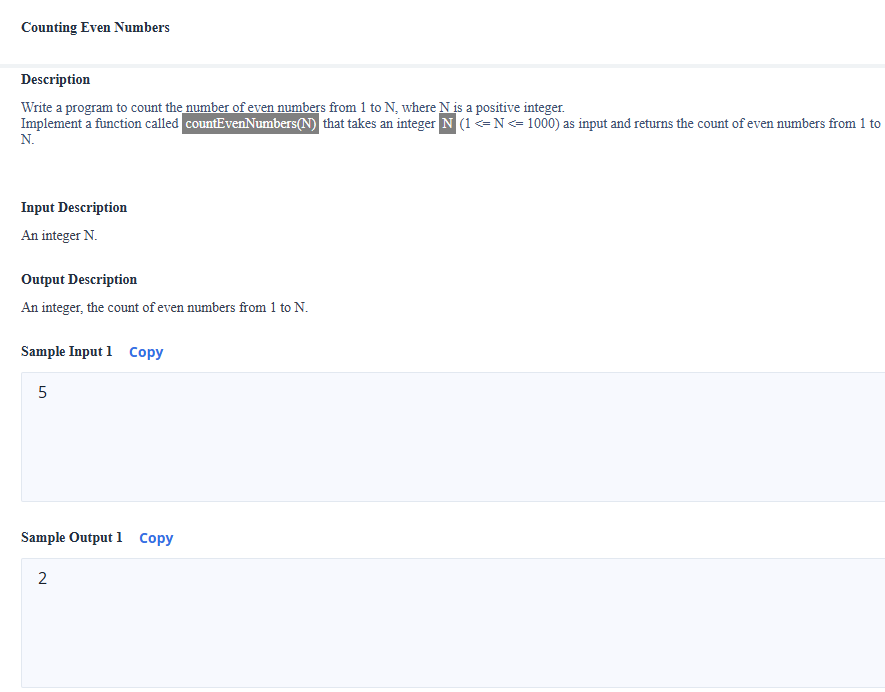 Counting Even Numbers
Description
Write a program to count the number of even numbers from 1 to N, where N is a positive integer.
Implement a function called countEvenNumbers(N) that takes an integer N (1 <= N <= 1000) as input and returns the count of even numbers from 1 to
N.
Input Description
An integer N.
Output Description
An integer, the count of even numbers from 1 to N.
Sample Input 1 Copy
5
Sample Output 1 Copy
2